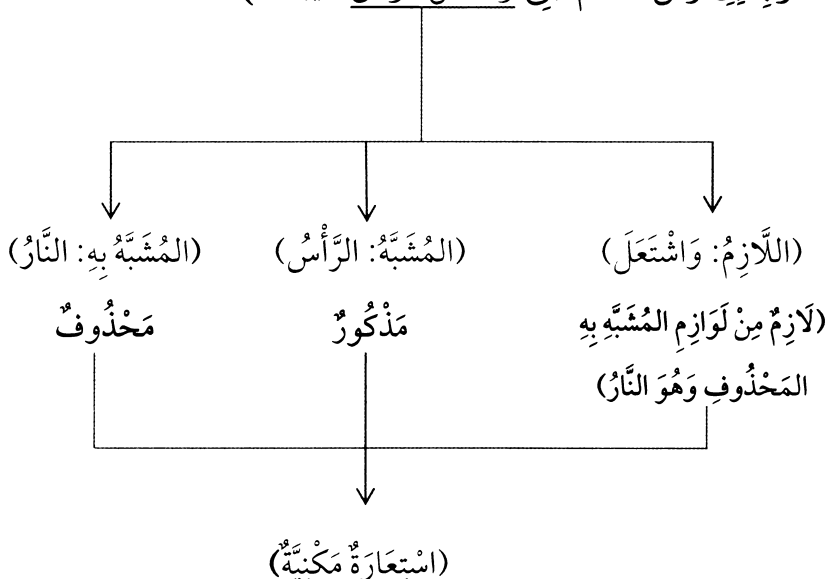 (اللَّازِمُ: وَاشْتَعَلَ) (المُشَبَّهُ: الرَّأْسُ) (المُشَبَّهُ بِهِ: النَّارُ)
(لَازِمٌ مِنْ لَوَازِمِ المُشَبَّهِ بِهِ مَذْكُورٌ مَحْذُوفٌ
المَحْذُوفِ وَهُوَ النَّارُ)
(اسْتِعَارَةٌ مَكْنِيَّةٌ)